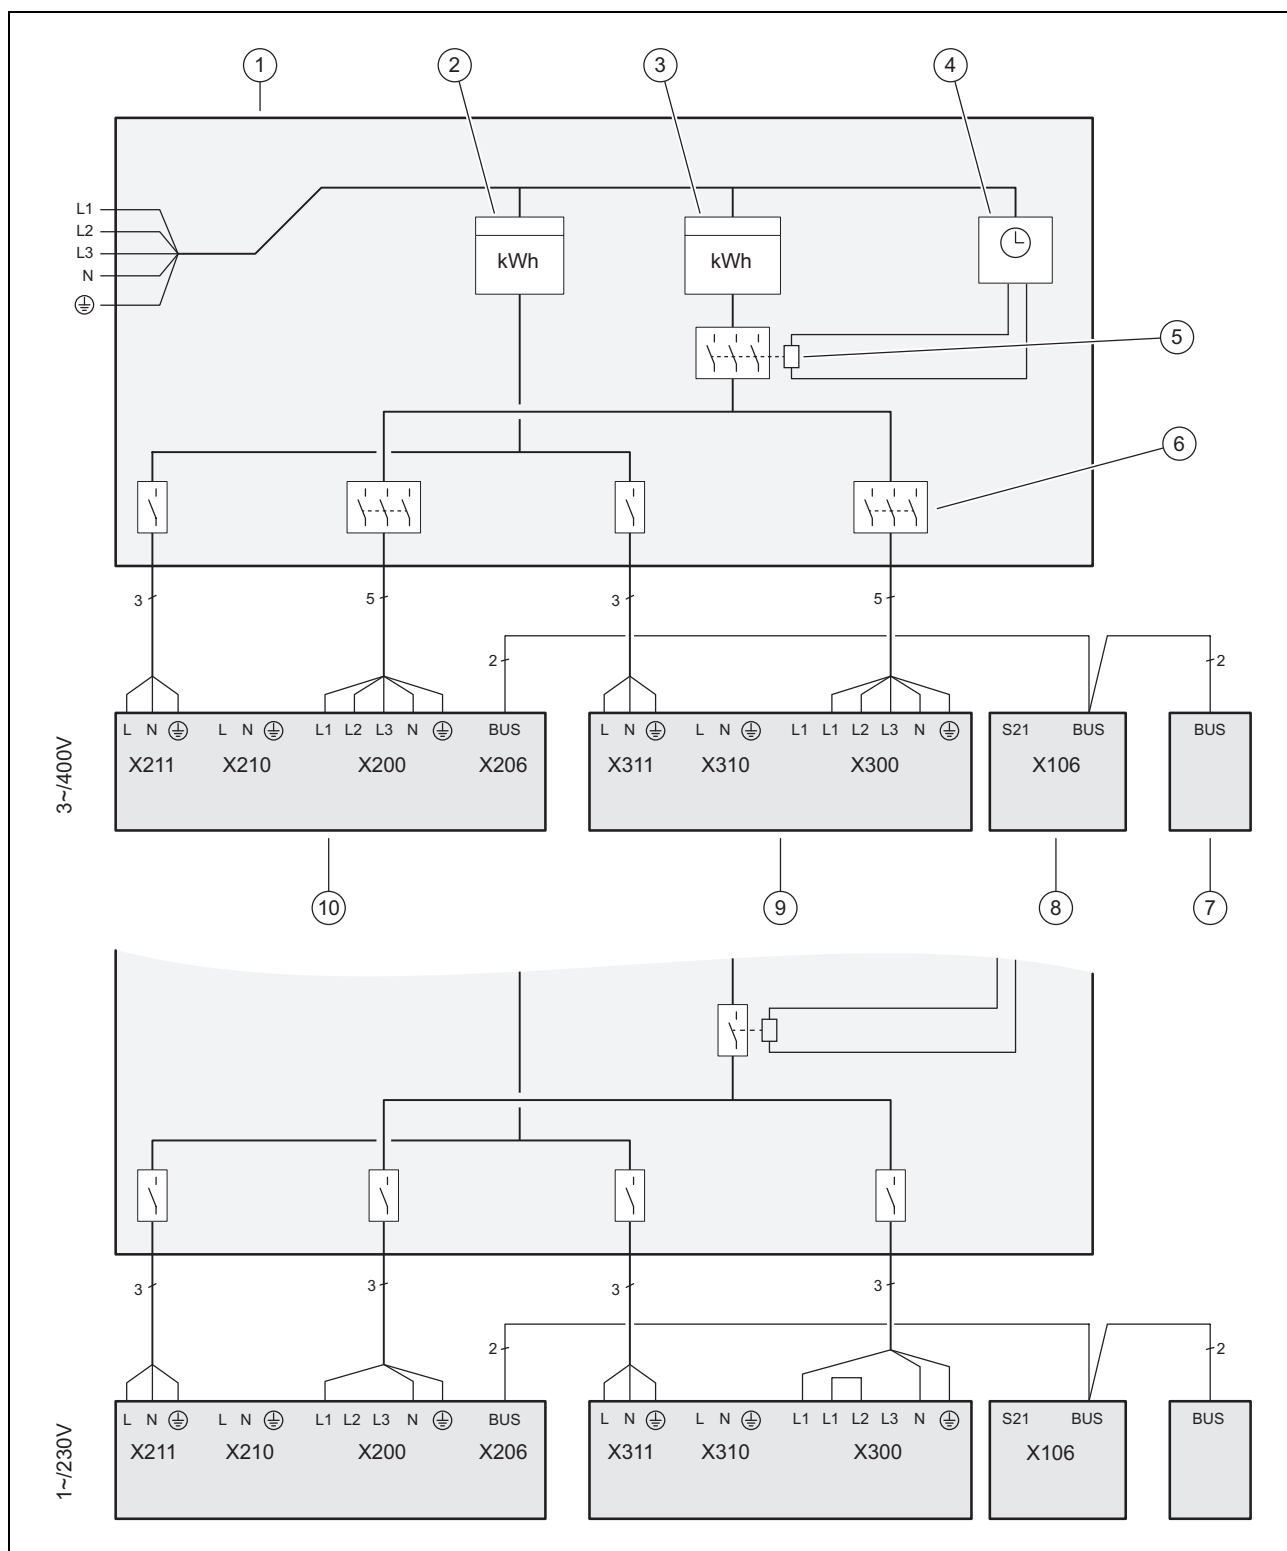 1 2 3 4
L1
L2
L3
N
kWh kWh
5
6
3 5 3 5
2 2
L N L N L1 L2 L3 N BUS L N L N L1 L1 L2 L3 N S21 BUS BUS
X211 X210 X200 X206 X311 X310 X300 X106
3~/400V
10 9 8 7
3 3 3 3
2 2
L N L N L1 L2 L3 N BUS L N L N L1 L1 L2 L3 N S21 BUS BUS
X211 X210 X200 X206 X311 X310 X300 X106
1~/230V